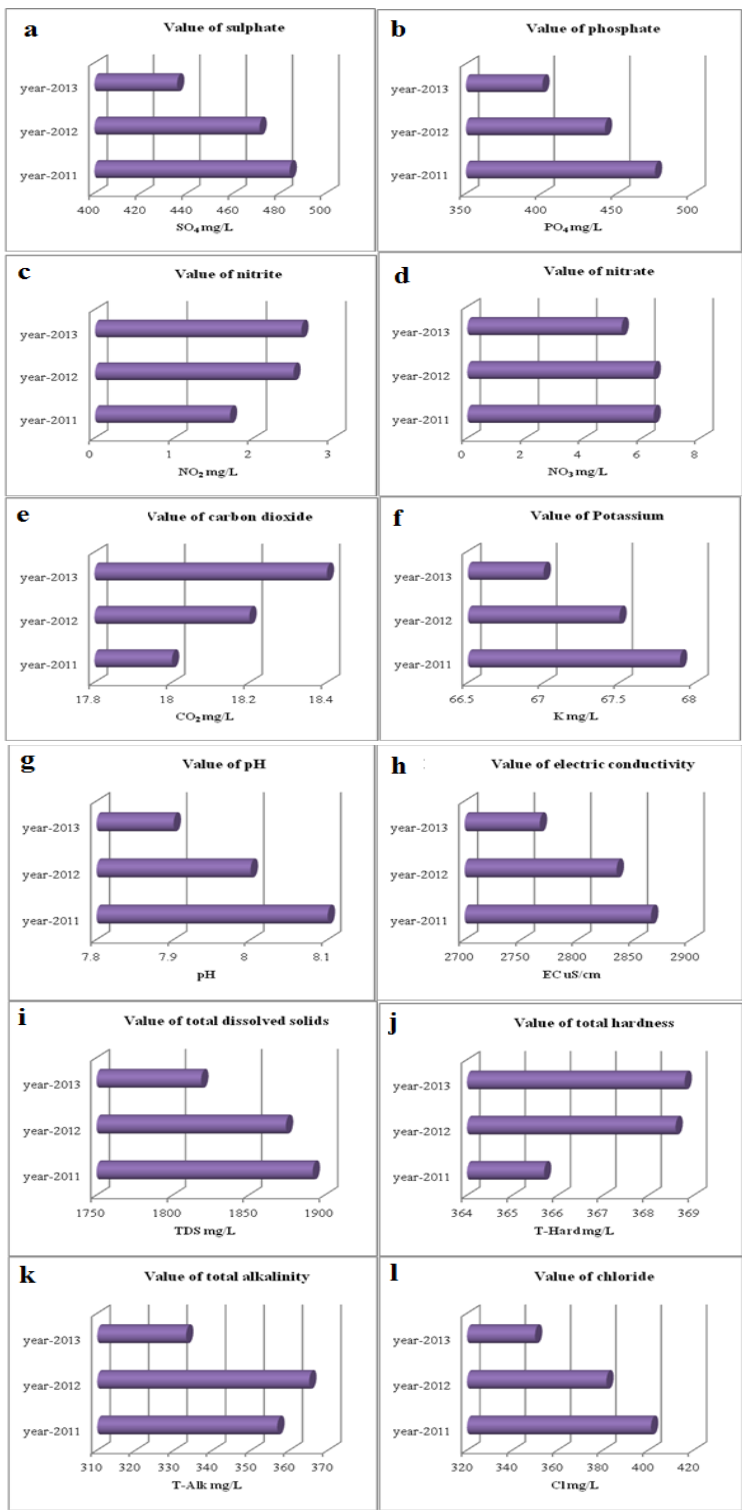 a
Value of sulphate
year-2013
year-2012
year-2011
400 420 440 460 480 500
SO₄ mg/L
b
Value of phosphate
year-2013
year-2012
year-2011
350 400 450 500
PO₄ mg/L
c
Value of nitrite
year-2013
year-2012
year-2011
0 1 2 3
NO₂ mg/L
d
Value of nitrate
year-2013
year-2012
year-2011
0 2 4 6 8
NO₃ mg/L
e
Value of carbon dioxide
year-2013
year-2012
year-2011
17.8 18 18.2 18.4
CO₂ mg/L
f
Value of Potassium
year-2013
year-2012
year-2011
66.5 67 67.5 68
K mg/L
g
Value of pH
year-2013
year-2012
year-2011
7.8 7.9 8 8.1
pH
h
Value of electric conductivity
year-2013
year-2012
year-2011
2700 2750 2800 2850 2900
EC uS/cm
i
Value of total dissolved solids
year-2013
year-2012
year-2011
1750 1800 1850 1900
TDS mg/L
j
Value of total hardness
year-2013
year-2012
year-2011
364 365 366 367 368 369
T-Hard mg/L
k
Value of total alkalinity
year-2013
year-2012
year-2011
310 320 330 340 350 360 370
T-Alk mg/L
l
Value of chloride
year-2013
year-2012
year-2011
320 340 360 380 400 420
Cl mg/L